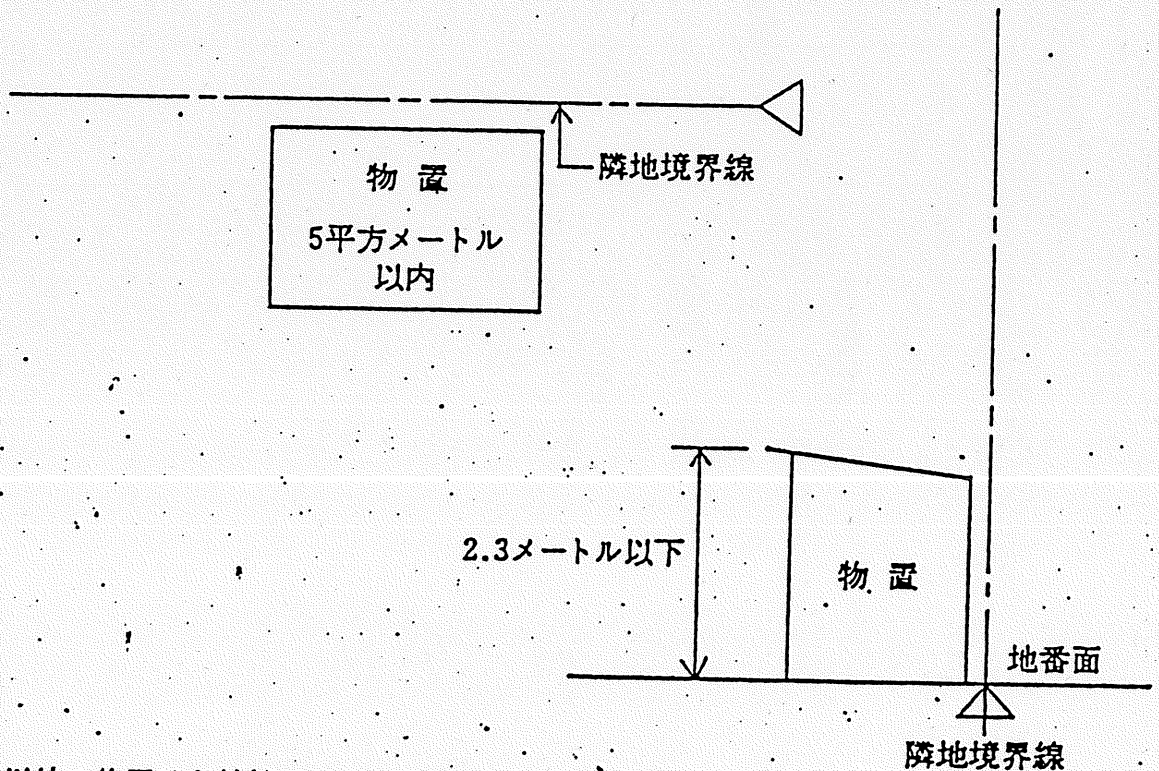 隣地境界線
物置
5平方メートル
以内
2.3メートル以下
物置
地番面
隣地境界線